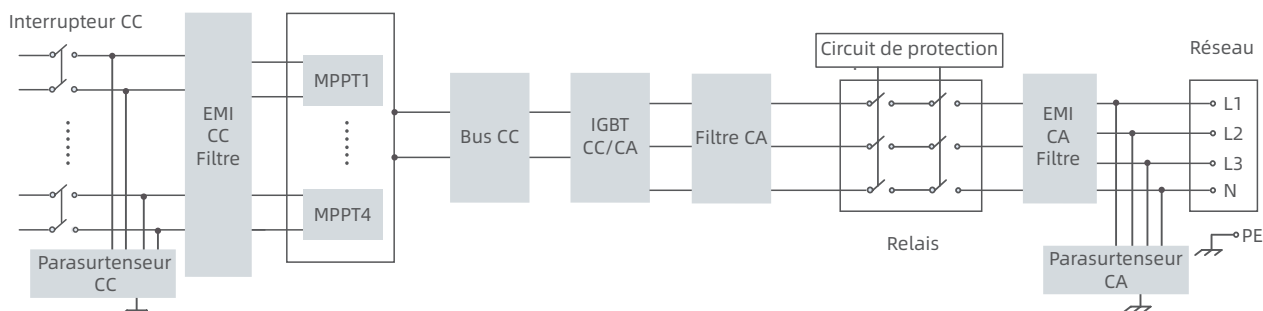 Interrupteur CC
EMI
CC
Filtre
MPPT1
MPPT4
Parasurtenseur
CC
Bus CC
IGBT
CC/CA
Filtre CA
Circuit de protection
Relais
EMI
CA
Filtre
Réseau
L1
L2
L3
N
PE
Parasurtenseur
CA